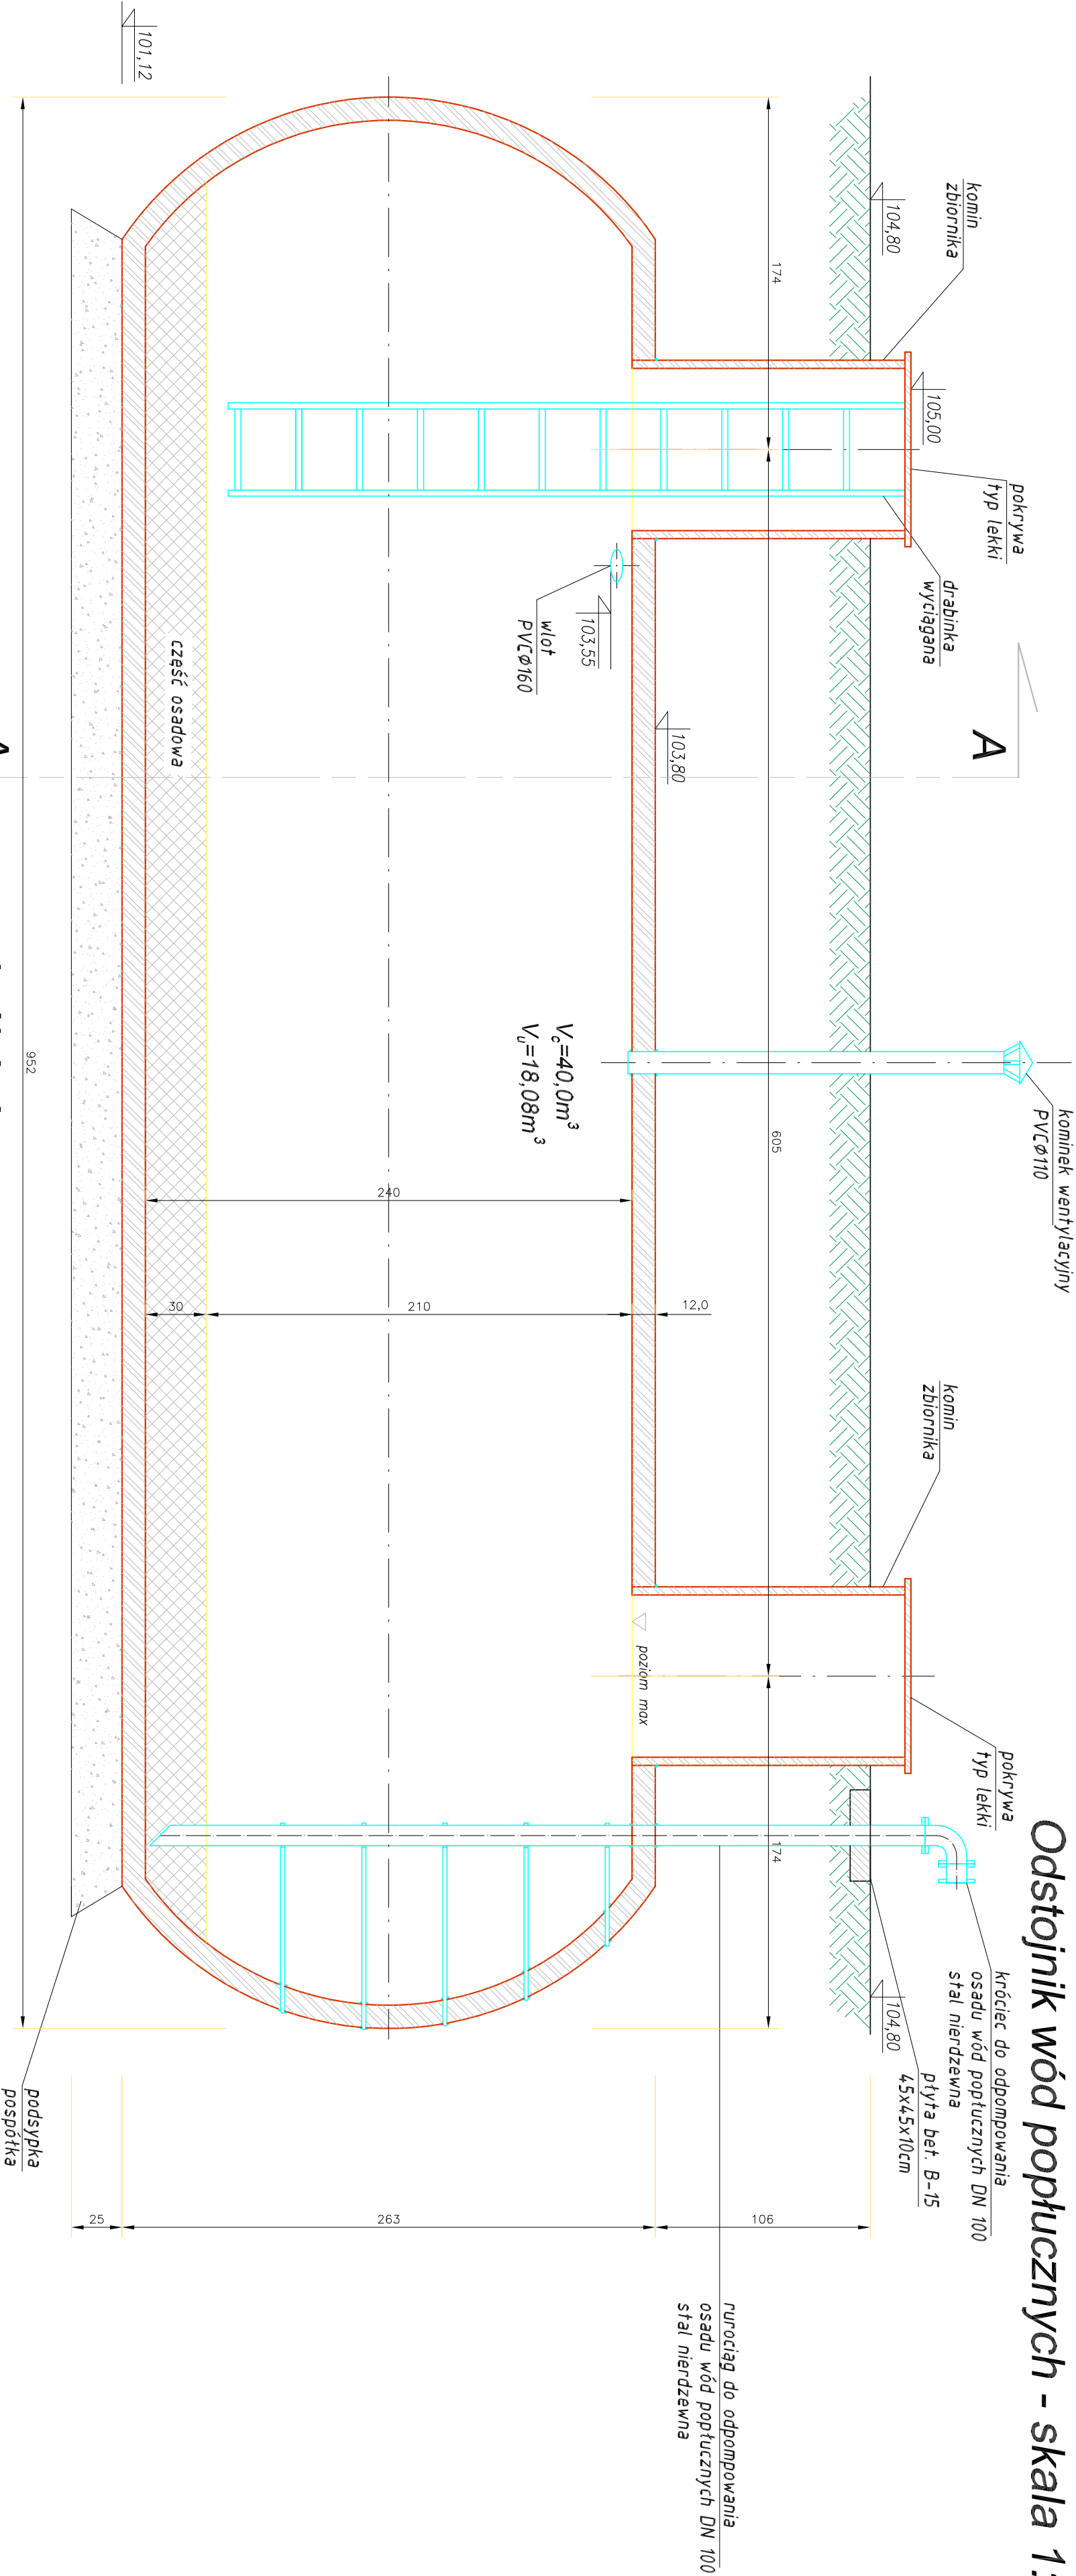 Odstojnik wód popłucznych - skala 1:
kominek wentylacyjny
PVCØ110
A
komin
zbiornika
104,80
105,00
pokrywa
typ lekki
drabinka
wyciągana
komin
zbiornika
pokrywa
typ lekki
króciec do odpompowania
osadu wód popłucznych DN 100
stal nierdzewna
104,80
płyta bet. B-15
45x45x10cm
174
605
174
106
rurociąg do odpompowania
osadu wód popłucznych DN 100
stal nierdzewna
103,80
12,0
poziom max
103,55
wlot
PVCØ160
Vc=40,0m³
Vu=18,08m³
240
210
30
263
część osadowa
101,12
25
952
podsypka
pospółka